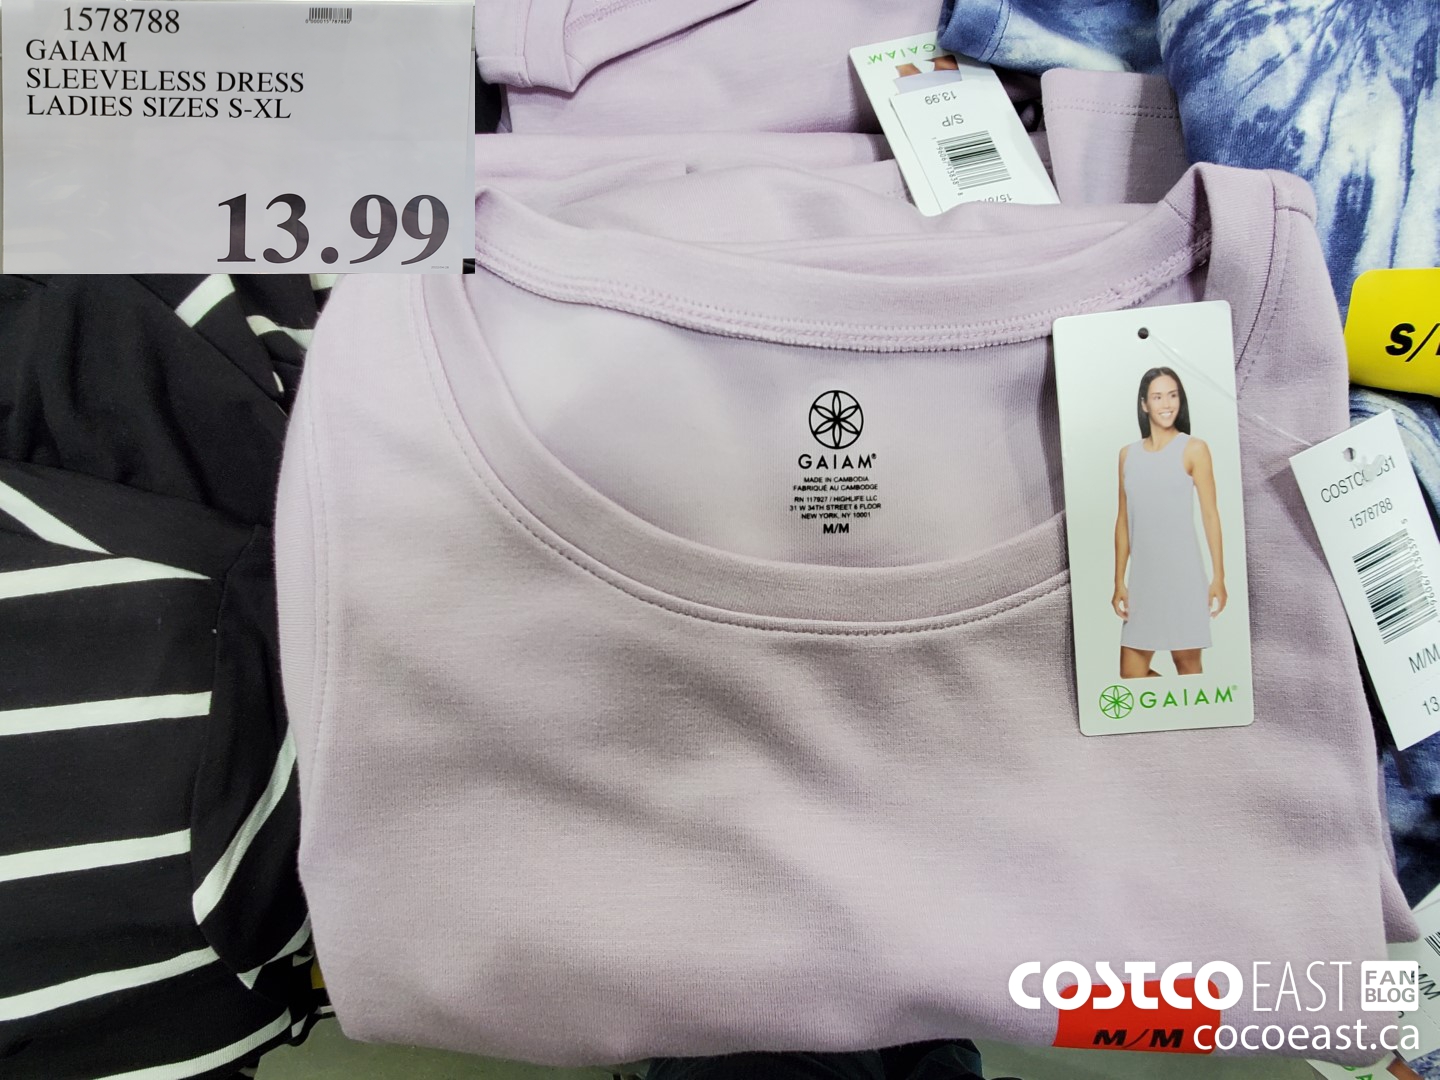 1578788
GAIAM
SLEEVELESS DRESS
LADIES SIZES S-XL
13.99
GAIAM
13.99
S/P
GAIAM®
MADE IN CAMBODIA
FABRIQUÉ AU CAMBODGE
RN 117927 / HIGHLIFE LLC
31 W 34TH STREET 6 FLOOR
NEW YORK, NY 10001
M/M
GAIAM®
S/
1578788
M/M
13
M/M
COSTCO EAST FAN BLOG
cocoeast.ca